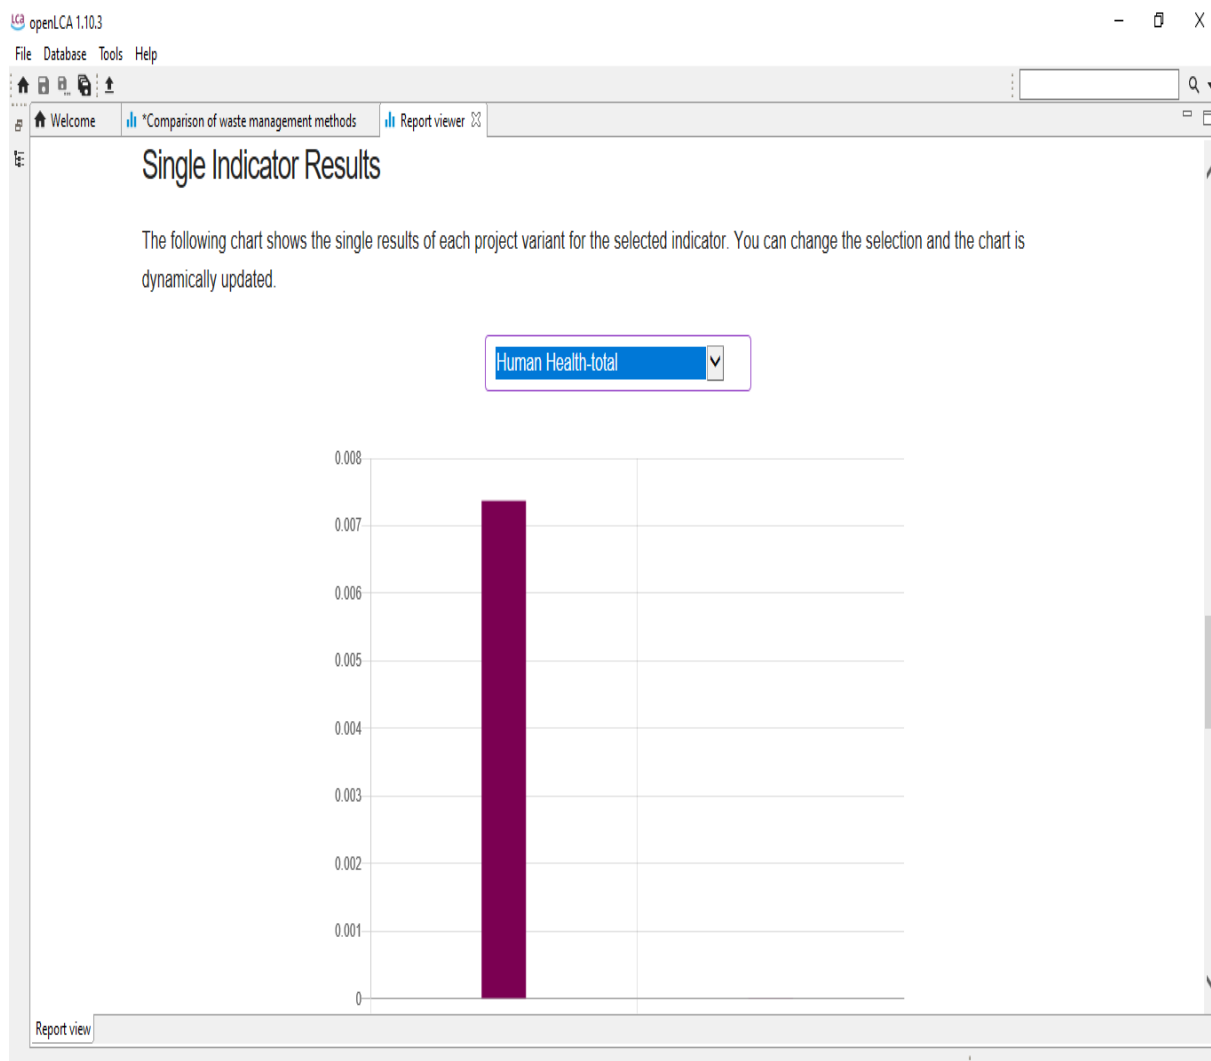 LCa openLCA 1.10.3
File Database Tools Help
Welcome *Comparison of waste management methods Report viewer
Single Indicator Results
The following chart shows the single results of each project variant for the selected indicator. You can change the selection and the chart is
dynamically updated.
Human Health-total
0.008
0.007
0.006
0.005
0.004
0.003
0.002
0.001
0
Report view